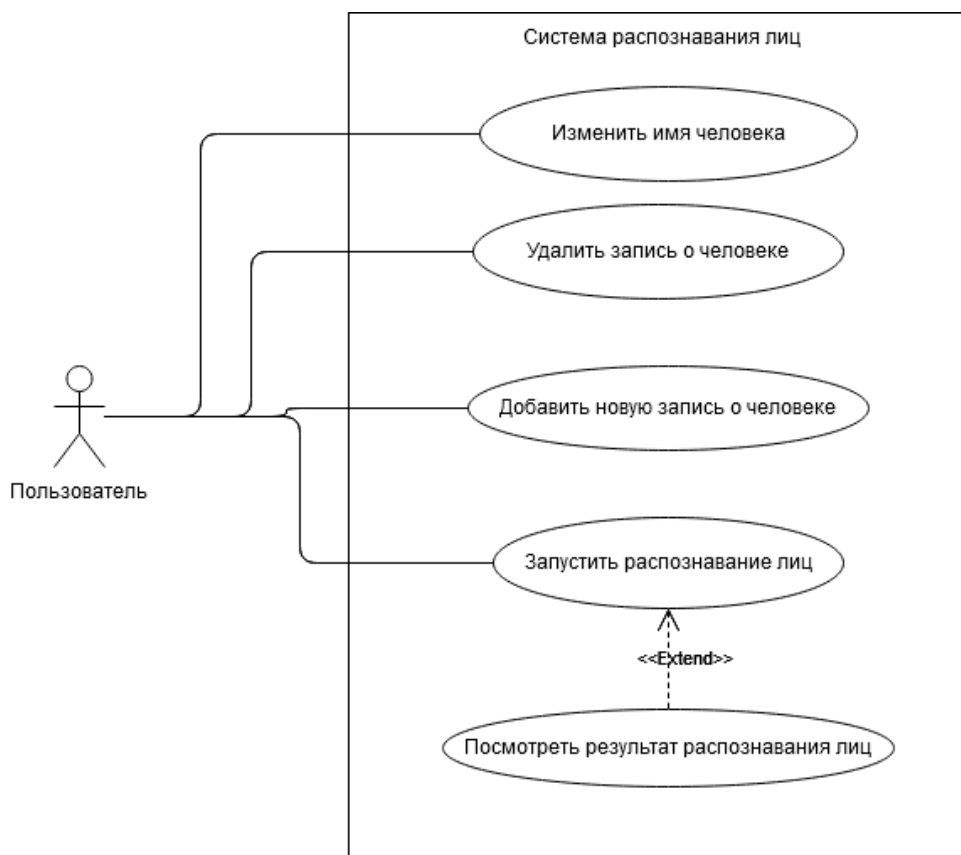 Система распознавания лиц
Изменить имя человека
Удалить запись о человеке
Добавить новую запись о человеке
Пользователь
Запустить распознавание лиц
<<Extend>>
Посмотреть результат распознавания лиц